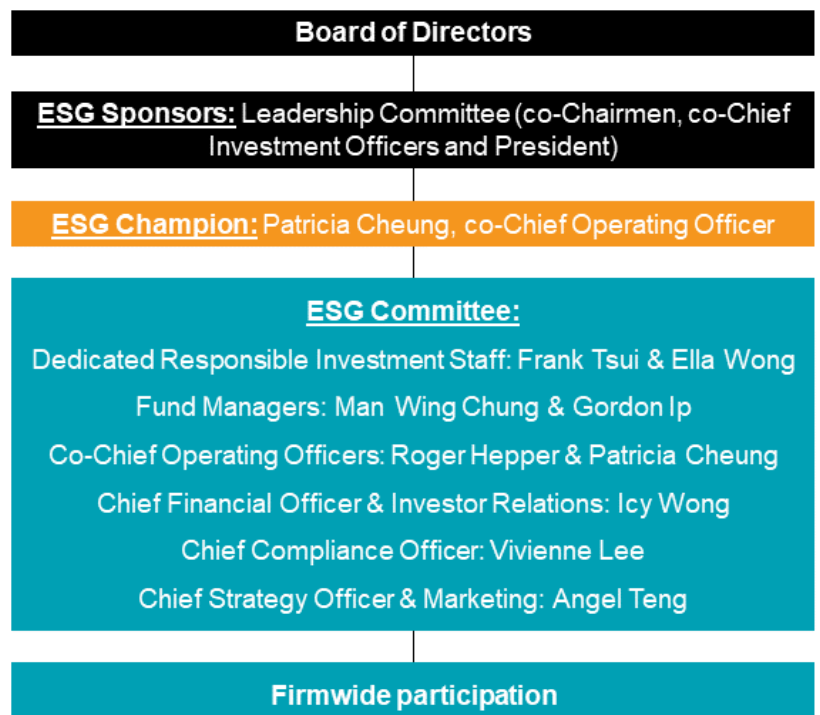 Board of Directors
ESG Sponsors: Leadership Committee (co-Chairmen, co-Chief
Investment Officers and President)
ESG Champion: Patricia Cheung, co-Chief Operating Officer
ESG Committee:
Dedicated Responsible Investment Staff: Frank Tsui & Ella Wong
Fund Managers: Man Wing Chung & Gordon Ip
Co-Chief Operating Officers: Roger Hepper & Patricia Cheung
Chief Financial Officer & Investor Relations: Icy Wong
Chief Compliance Officer: Vivienne Lee
Chief Strategy Officer & Marketing: Angel Teng
Firmwide participation